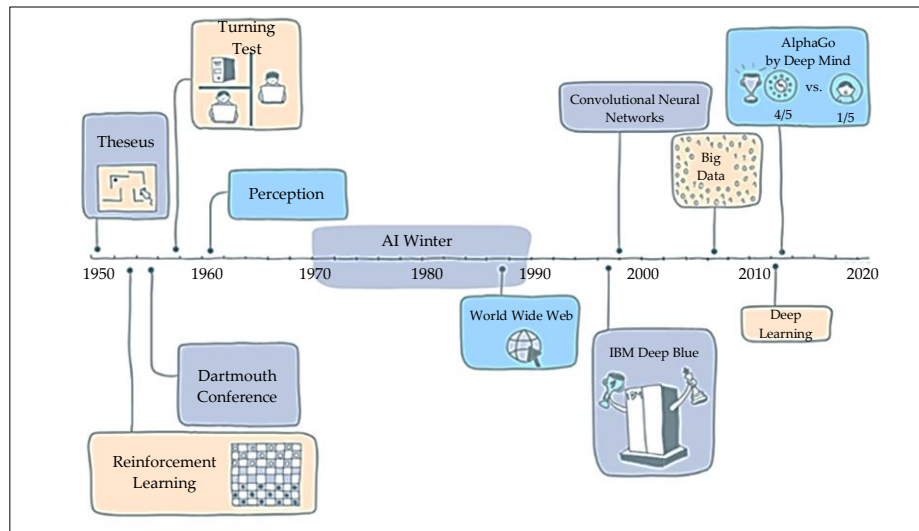 Turning
Test
AlphaGo
by Deep Mind
vs.
4/5
1/5
Convolutional Neural
Networks
Theseus
Big
Data
Perception
AI Winter
1950
1960
1970
1980
1990
2000
2010
2020
World Wide Web
Deep
Learning
IBM Deep Blue
IBM
Dartmouth
Conference
Reinforcement
Learning